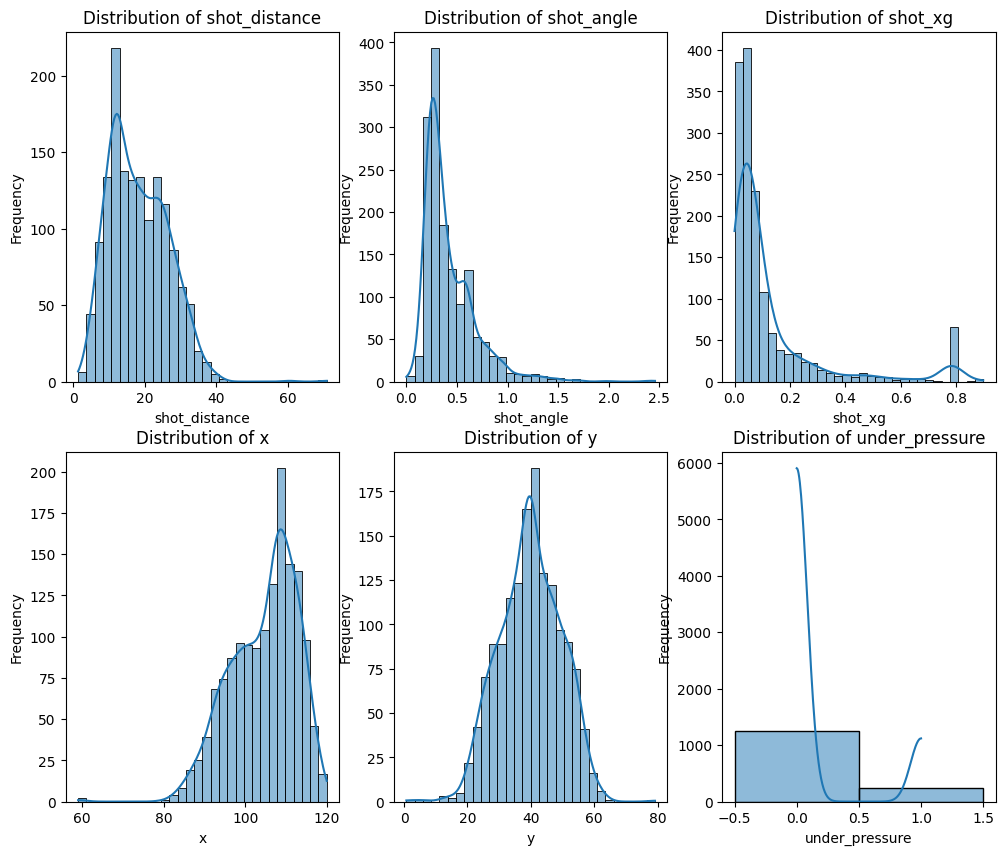 Distribution of shot_distance
Frequency
200
150
100
50
0
0 20 40 60
shot_distance
Distribution of shot_angle
Frequency
400
350
300
250
200
150
100
50
0
0.0 0.5 1.0 1.5 2.0 2.5
shot_angle
Distribution of shot_xg
Frequency
400
350
300
250
200
150
100
50
0
0.0 0.2 0.4 0.6 0.8
shot_xg
Distribution of x
Frequency
200
175
150
125
100
75
50
25
0
60 80 100 120
x
Distribution of y
Frequency
175
150
125
100
75
50
25
0
0 20 40 60 80
y
Distribution of under_pressure
Frequency
6000
5000
4000
3000
2000
1000
0
−0.5 0.0 0.5 1.0 1.5
under_pressure